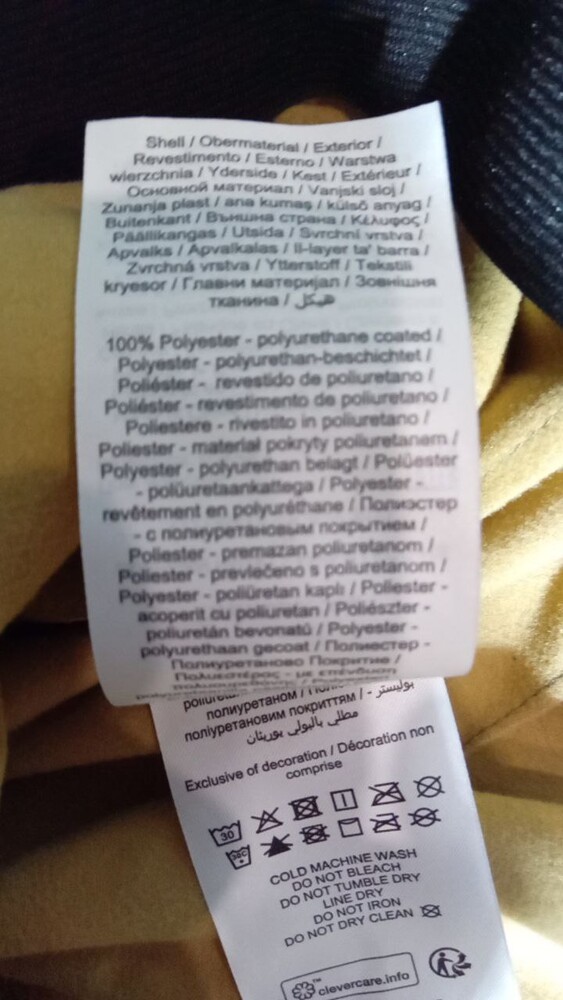 Shell / Obermaterial / Exterior /
Revestimento / Esterno / Warstwa
wierzchnia / Yderside / Kest / Extérieur /
Основной материал / Vanjski sloj /
Zunanja plast / ana kumaş / külső anyag /
Buitenkant / Външна страна / Κέλυφος /
Päällikangas / Utsida / Svrchní vrstva /
Apvalks / Apvalkalas / Il-layer ta' barra /
Zvrchná vrstva / Ytterstoff / Tekstili
kryesor / Главни материјал / Зовнішня
тканина / هيكل
100% Polyester - polyurethane coated /
Polyester - polyurethan-beschichtet /
Poliéster - revestido de poliuretano /
Poliéster - revestimento de poliuretano /
Poliestere - rivestito in poliuretano /
Poliester - materiał pokryty poliuretanem /
Polyester - polyurethan belagt / Polüester
- polüuretaankattega / Polyester -
revêtement en polyuréthane / Полиэстер
- с полиуретановым покрытием /
Poliester - premazan poliuretanom /
Poliester - prevlečeno s poliuretanom /
Polyester - poliüretan kaplı / Poliester -
acoperit cu poliuretan / Poliészter -
poliuretán bevonatú / Polyester -
polyurethaan gecoat / Полиестер -
Полиуретаново Покритие /
Πολυεστέρας - με επένδυση
полиуретаном /
поліуретановим покриттям / - بوليستر
مطلي بالبولي يوريثان
Exclusive of decoration / Décoration non
comprise
30
30C
COLD MACHINE WASH
DO NOT BLEACH
DO NOT TUMBLE DRY
LINE DRY
DO NOT IRON
DO NOT DRY CLEAN
™
clevercare.info